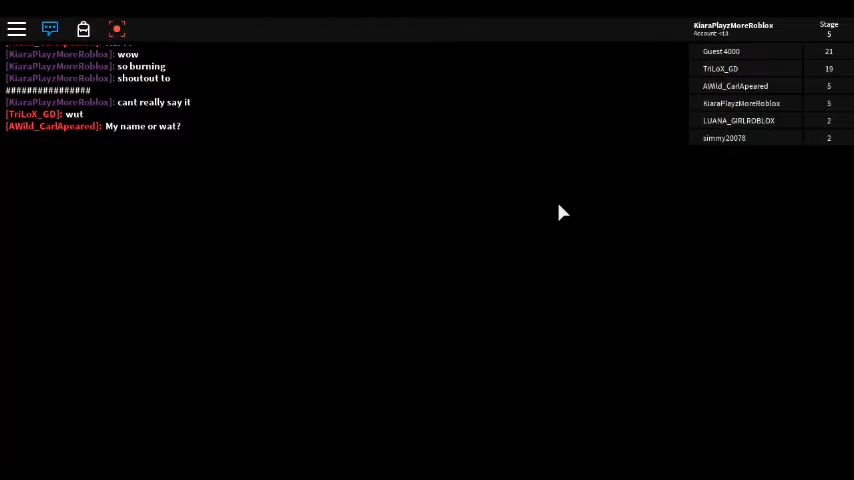 KiaraPlayzMoreRoblox
Account: <13
Stage
5
[KiaraPlayzMoreRoblox]: wow
[KiaraPlayzMoreRoblox]: so burning
[KiaraPlayzMoreRoblox]: shoutout to
################
[KiaraPlayzMoreRoblox]: cant really say it
[TriLoX_GD]: wut
[AWild_CarlApeared]: My name or wat?
Guest 4000 21
TriLoX_GD 19
AWild_CarlApeared 5
KiaraPlayzMoreRoblox 5
LUANA_GIRLROBLOX 2
simmy20078 2